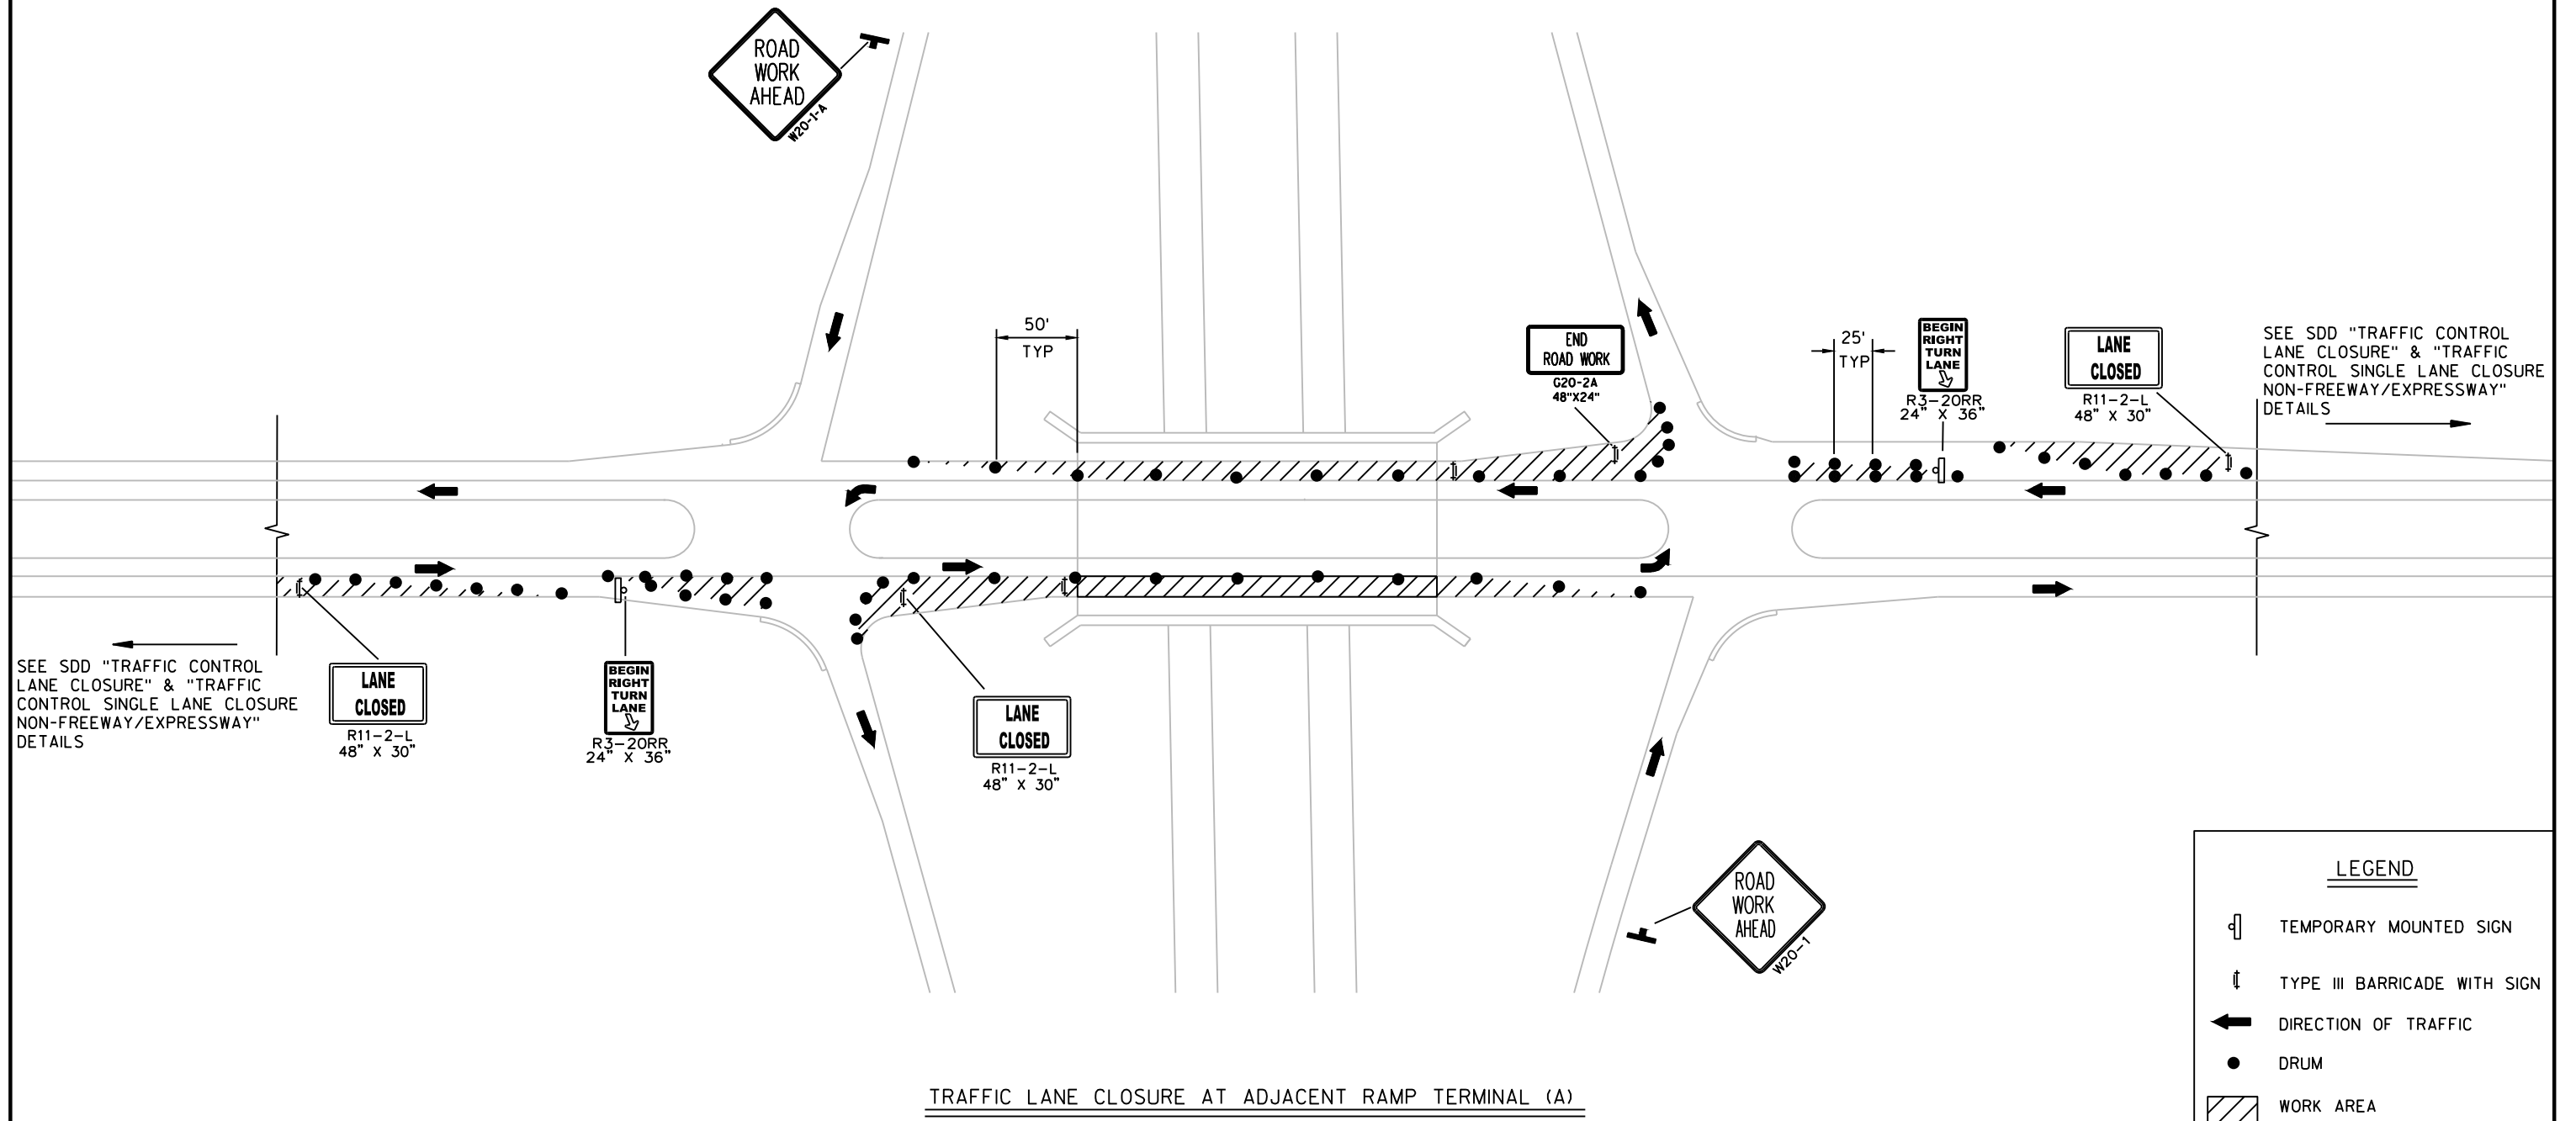 ROAD
WORK
AHEAD
W20-1-A
50'
TYP
END
ROAD WORK
G20-2A
48"X24"
25'
TYP
BEGIN
RIGHT
TURN
LANE
R3-20RR
24" X 36"
LANE
CLOSED
R11-2-L
48" X 30"
SEE SDD "TRAFFIC CONTROL
LANE CLOSURE" & "TRAFFIC
CONTROL SINGLE LANE CLOSURE
NON-FREEWAY/EXPRESSWAY"
DETAILS
SEE SDD "TRAFFIC CONTROL
LANE CLOSURE" & "TRAFFIC
CONTROL SINGLE LANE CLOSURE
NON-FREEWAY/EXPRESSWAY"
DETAILS
LANE
CLOSED
R11-2-L
48" X 30"
BEGIN
RIGHT
TURN
LANE
R3-20RR
24" X 36"
LANE
CLOSED
R11-2-L
48" X 30"
ROAD
WORK
AHEAD
W20-1
LEGEND
TEMPORARY MOUNTED SIGN
TYPE III BARRICADE WITH SIGN
DIRECTION OF TRAFFIC
DRUM
WORK AREA
TRAFFIC LANE CLOSURE AT ADJACENT RAMP TERMINAL (A)